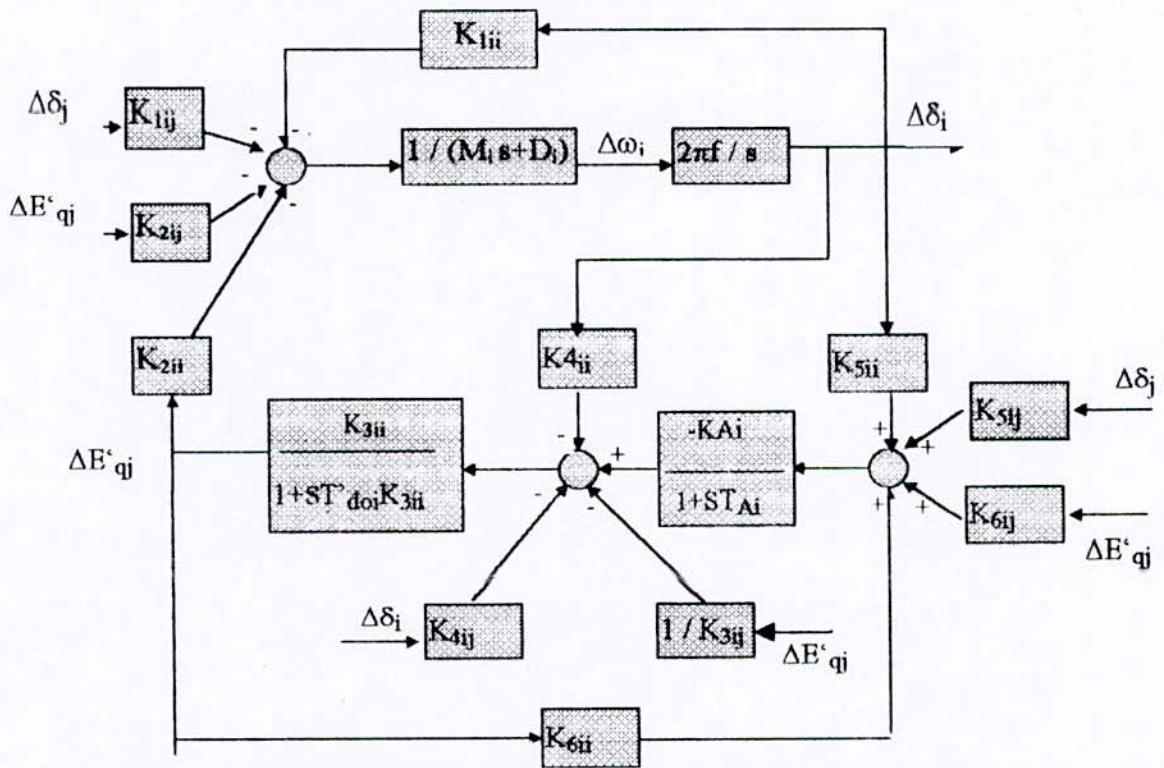 K1ii
Δδj
K1ij
-
-
-
-
1 / (Mi s+Di)
Δωi
2πf / s
Δδi
ΔE‘qj
K2ij
K2ii
K4ii
K5ii
Δδj
K5ij
K3ii
1+ST’doiK3ii
-
+
-
-
-KAi
1+STAi
+
+
+
+
K6ij
ΔE‘qj
ΔE‘qj
Δδi
K4ij
1 / K3ij
ΔE‘qj
K6ii